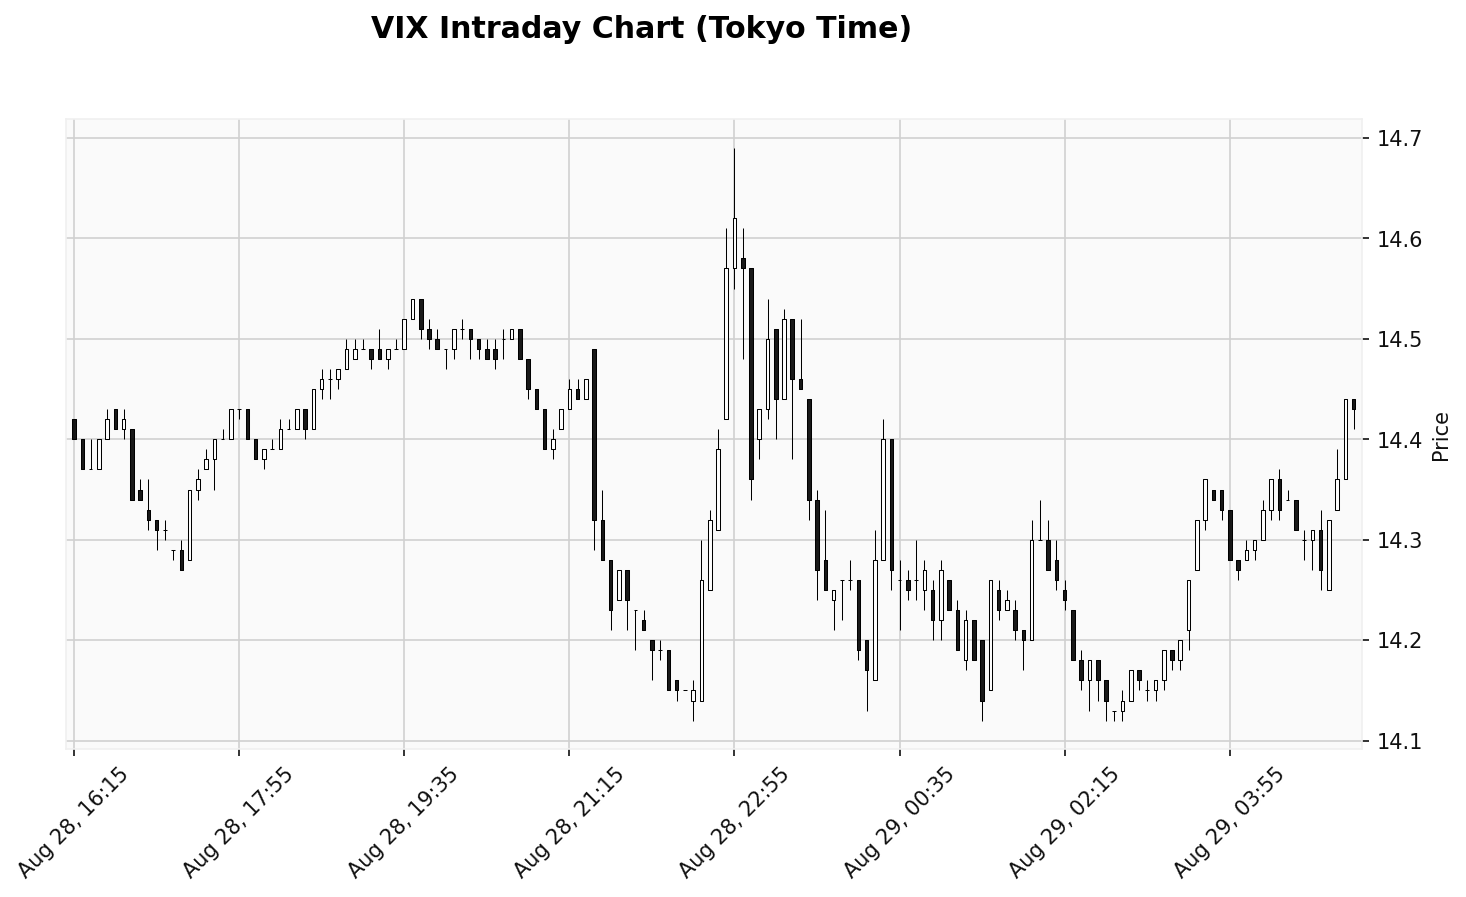 VIX Intraday Chart (Tokyo Time)
14.7
14.6
14.5
14.4
14.3
14.2
14.1
Price
Aug 28, 16:15
Aug 28, 17:55
Aug 28, 19:35
Aug 28, 21:15
Aug 28, 22:55
Aug 29, 00:35
Aug 29, 02:15
Aug 29, 03:55